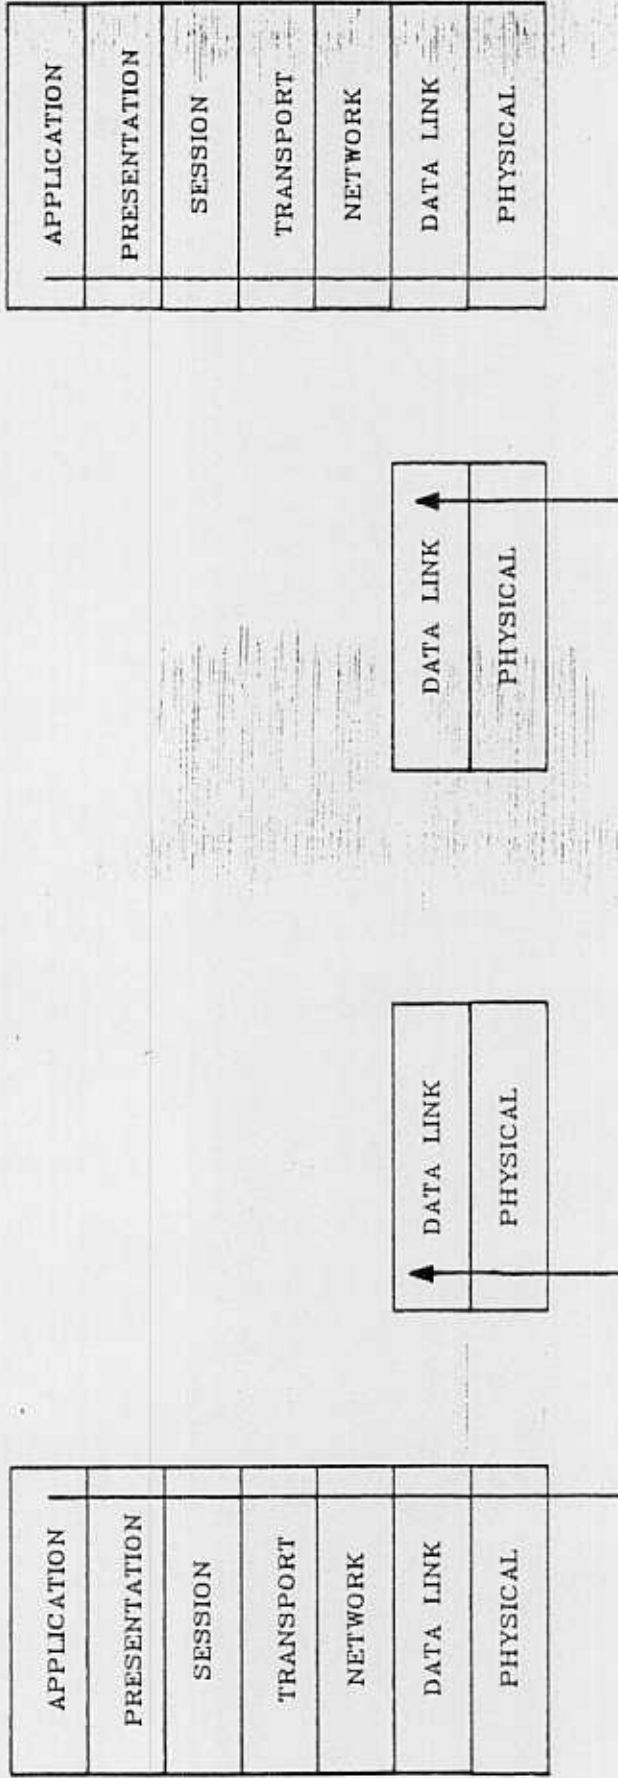 APPLICATION
PRESENTATION
SESSION
TRANSPORT
NETWORK
DATA LINK
PHYSICAL
DATA LINK
PHYSICAL
DATA LINK
PHYSICAL
APPLICATION
PRESENTATION
SESSION
TRANSPORT
NETWORK
DATA LINK
PHYSICAL